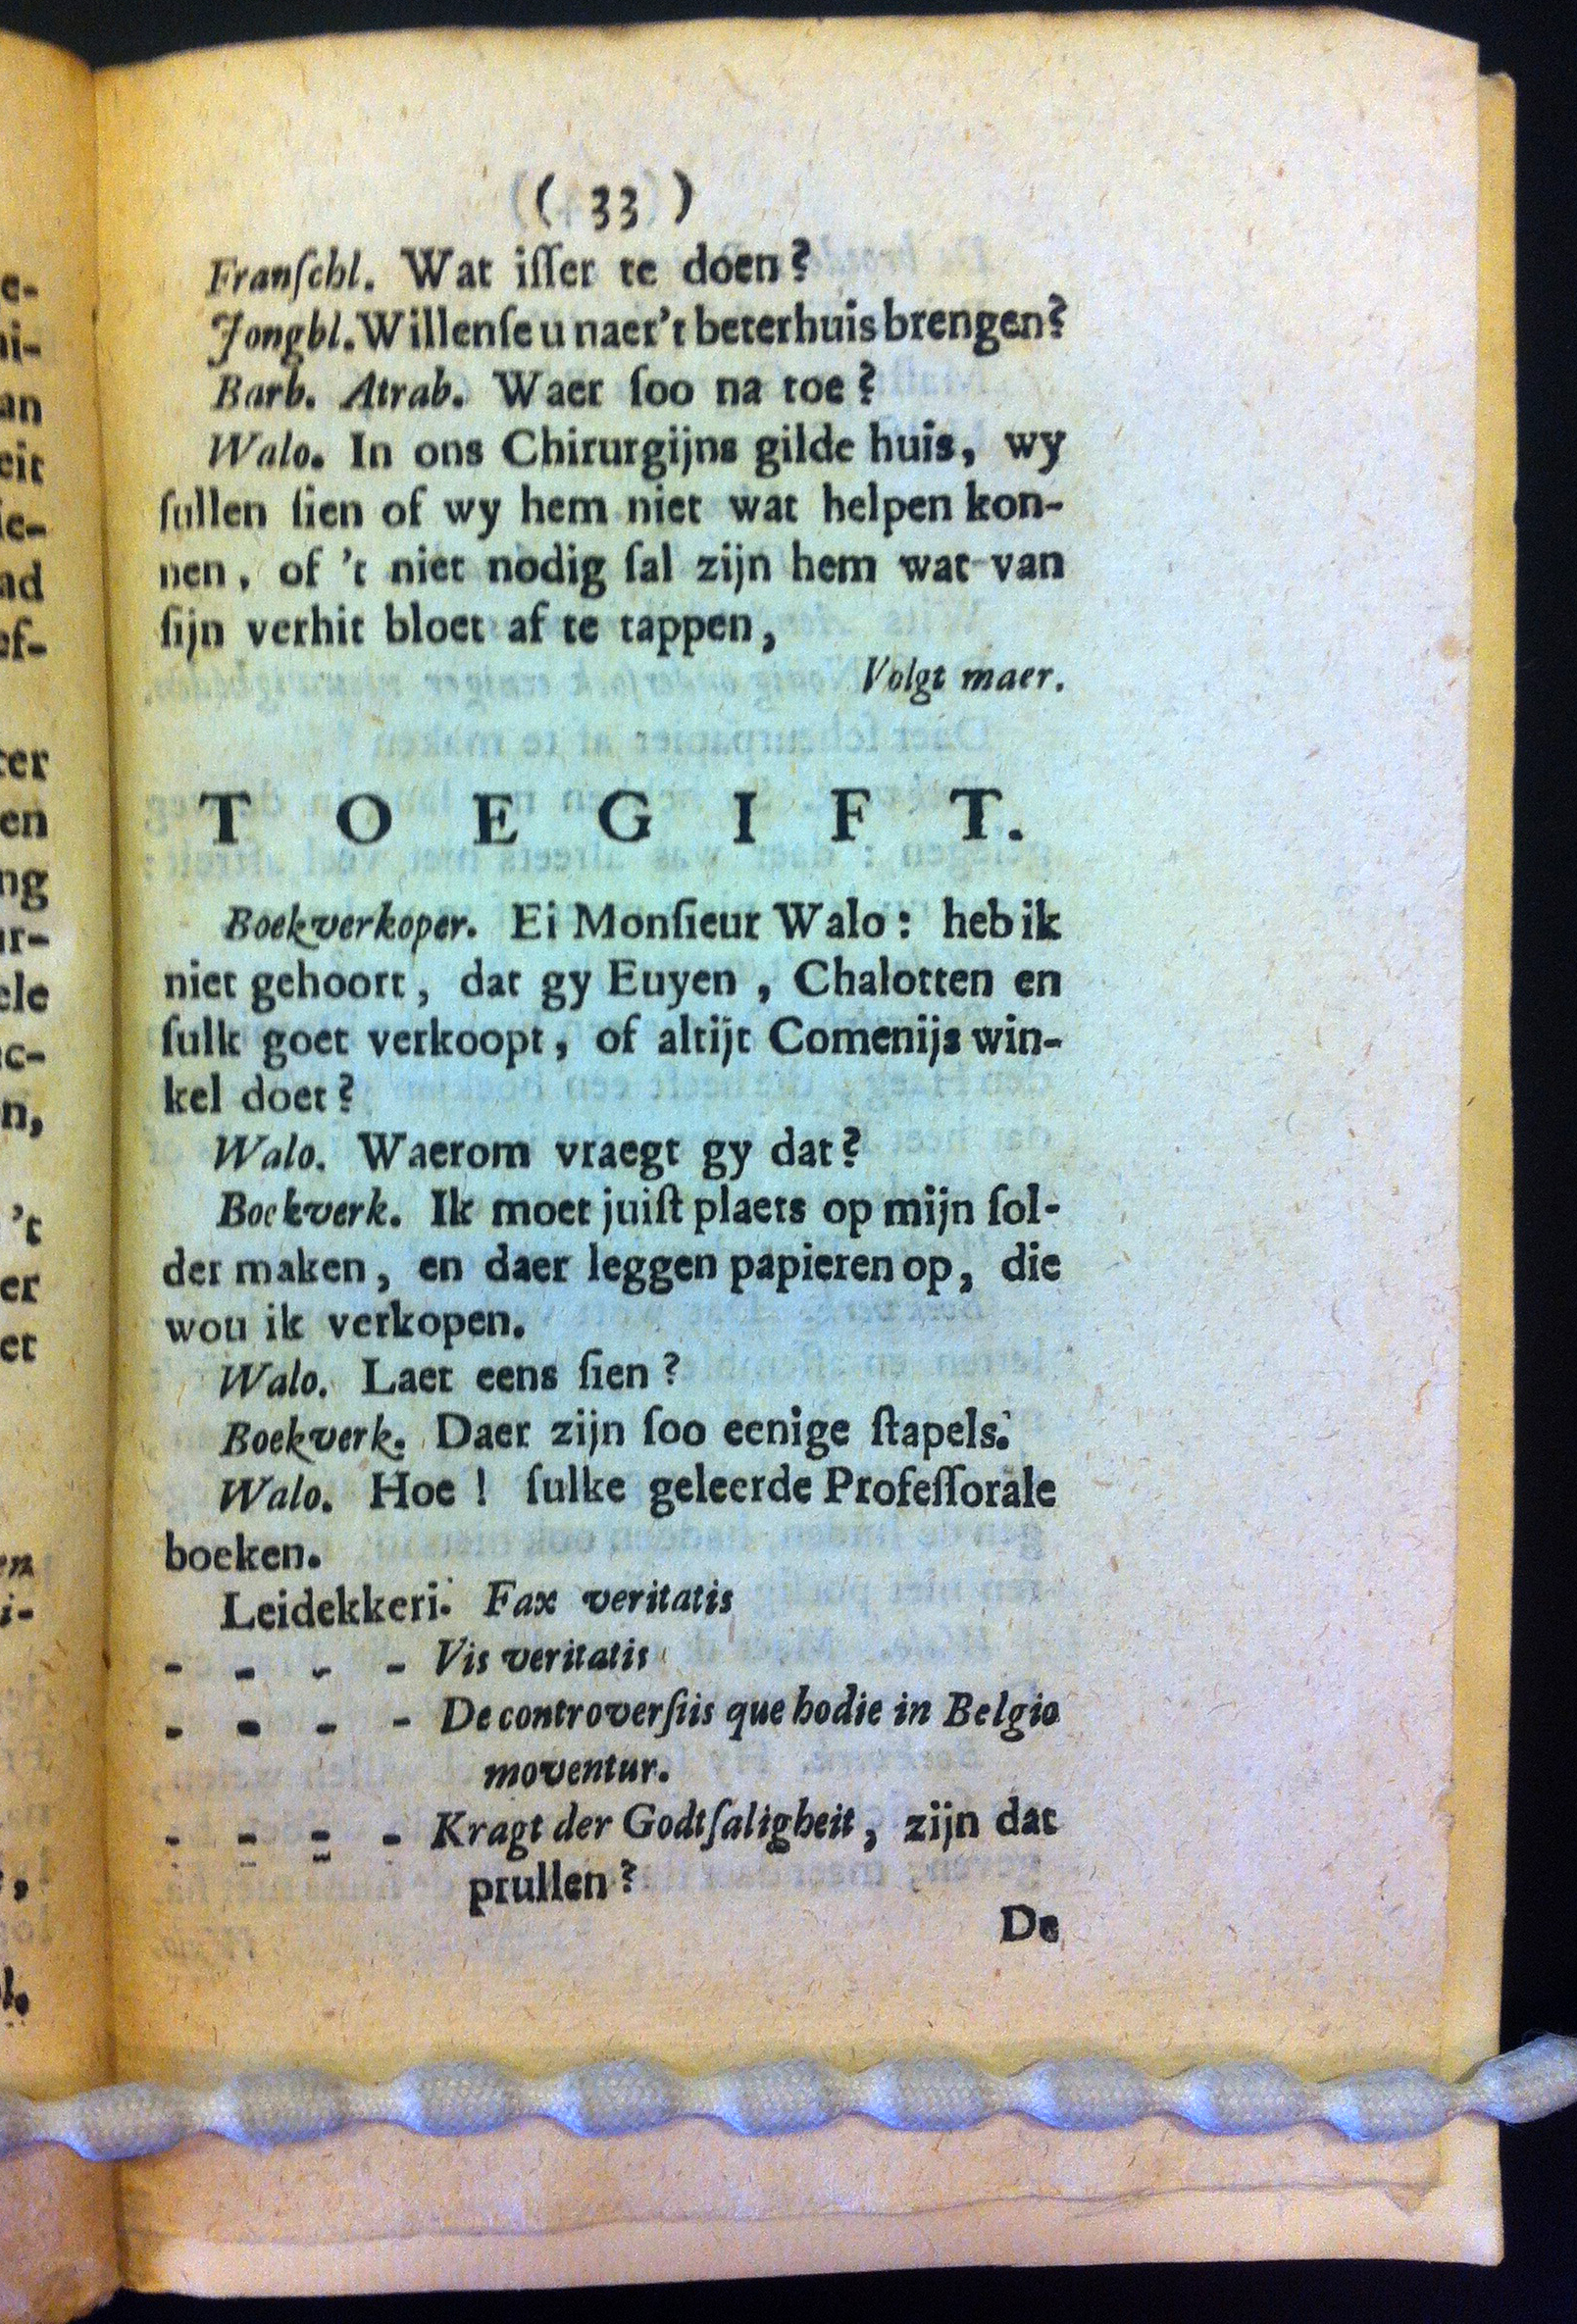 ( 33 )
Franſchl. Wat iſſer te doen?
Jongbl. Willenſe u naer't beterhuis brengen?
Barb. Atrab. Waer ſoo na toe?
Walo. In ons Chirurgijns gilde huis, wy
ſullen ſien of wy hem niet wat helpen kon-
nen, of 't niet nodig ſal zijn hem wat van
ſijn verhit bloet af te tappen,
Volgt maer.
T O E G I F T.
Boekverkoper. Ei Monſieur Walo: heb ik
niet gehoort, dat gy Euyen, Chalotten en
ſulk goet verkoopt, of altijt Comenijs win-
kel doet?
Walo. Waerom vraegt gy dat?
Boekverk. Ik moet juiſt plaets op mijn ſol-
der maken, en daer leggen papieren op, die
wou ik verkopen.
Walo. Laet eens ſien?
Boekverk. Daer zijn ſoo eenige ſtapels.
Walo. Hoe! ſulke geleerde Profeſſorale
boeken.
Leidekkeri. Fax veritatis
- - - - Vis veritatis
- - - - De controverſiis que hodie in Belgio
moventur.
- - - - Kragt der Godtſaligheit, zijn dat
prullen?
De